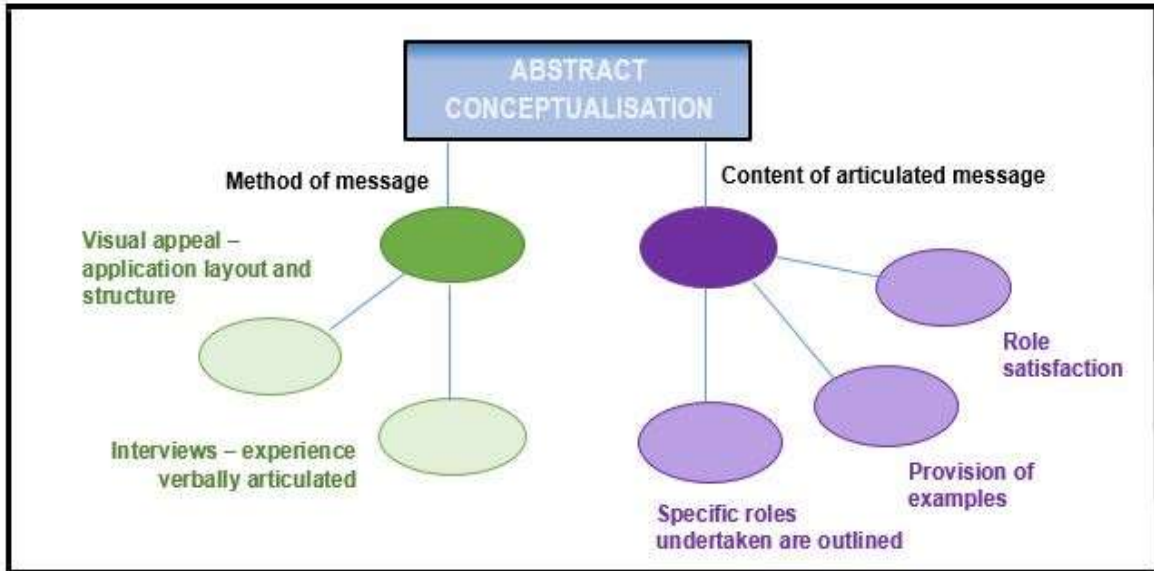 ABSTRACT
CONCEPTUALISATION
Method of message
Content of articulated message
Visual appeal –
application layout and
structure
Role
satisfaction
Interviews – experience
verbally articulated
Provision of
examples
Specific roles
undertaken are outlined